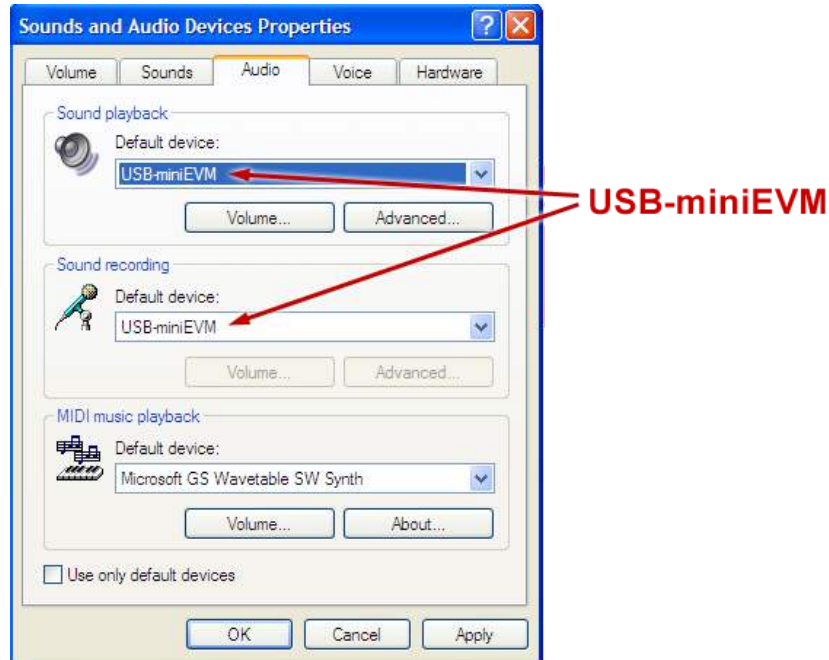 Sounds and Audio Devices Properties
Volume Sounds Audio Voice Hardware
Sound playback
Default device:
USB-miniEVM
Volume... Advanced...
USB-miniEVM
Sound recording
Default device:
USB-miniEVM
Volume... Advanced...
MIDI music playback
Default device:
Microsoft GS Wavetable SW Synth
Volume... About...
Use only default devices
OK Cancel Apply